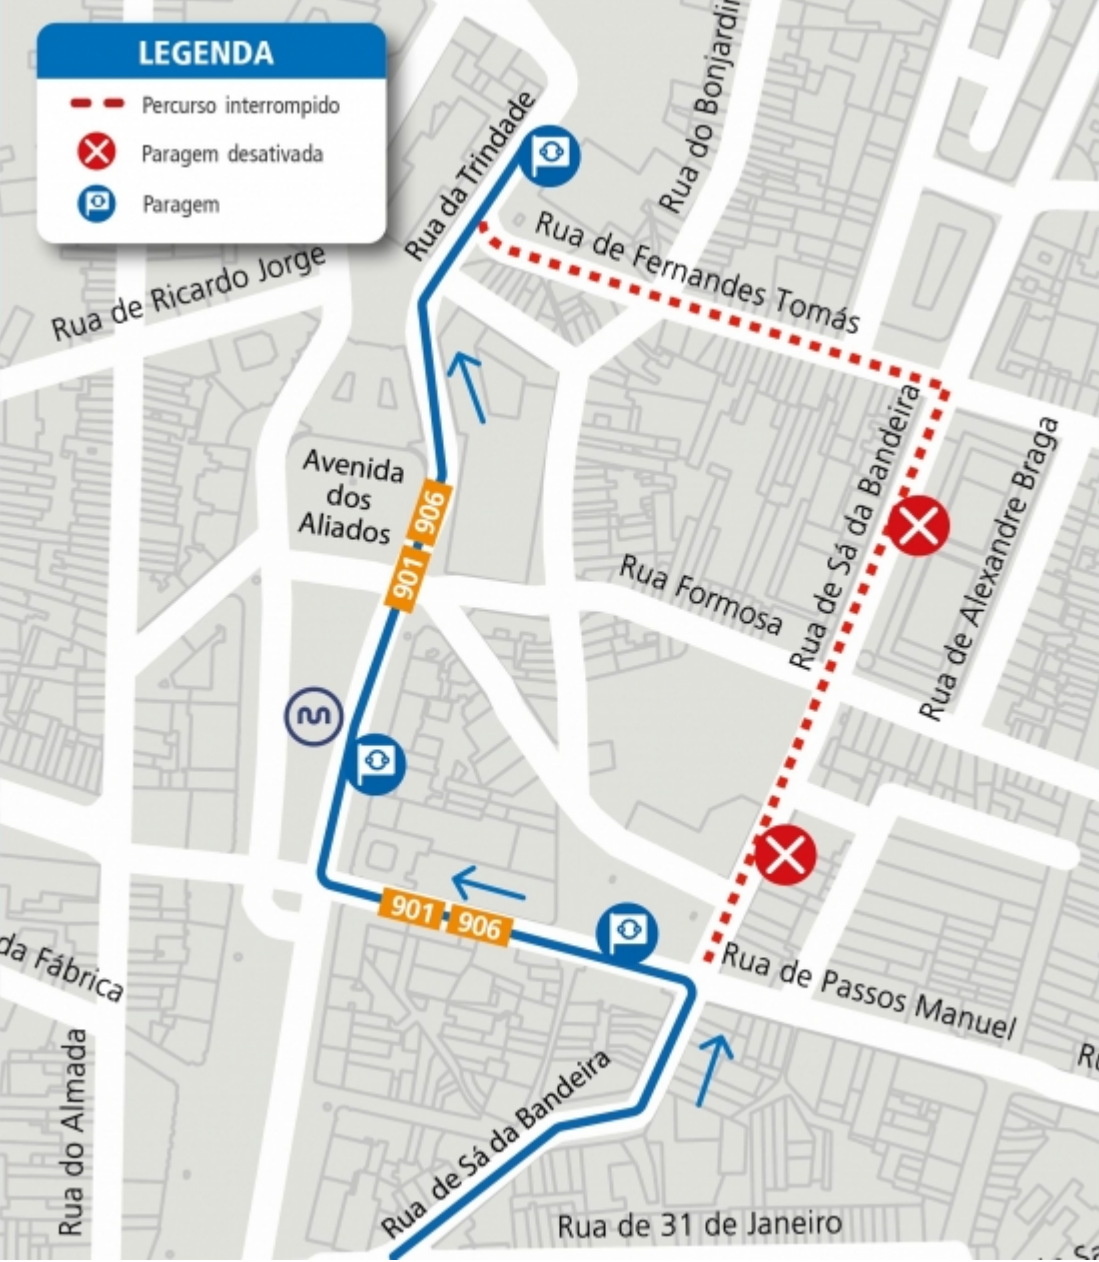 LEGENDA
Percurso interrompido
Paragem desativada
Paragem
Rua do Bonjardi
Rua da Trindade
Rua de Fernandes Tomás
Rua de Ricardo Jorge
Avenida
dos
Aliados
906
901
Rua de Sá da Bandeira
Rua de Alexandre Braga
Rua Formosa
901
906
Rua de Passos Manuel
da Fábrica
Rua do Almada
Rua de Sá da Bandeira
Rua de 31 de Janeiro